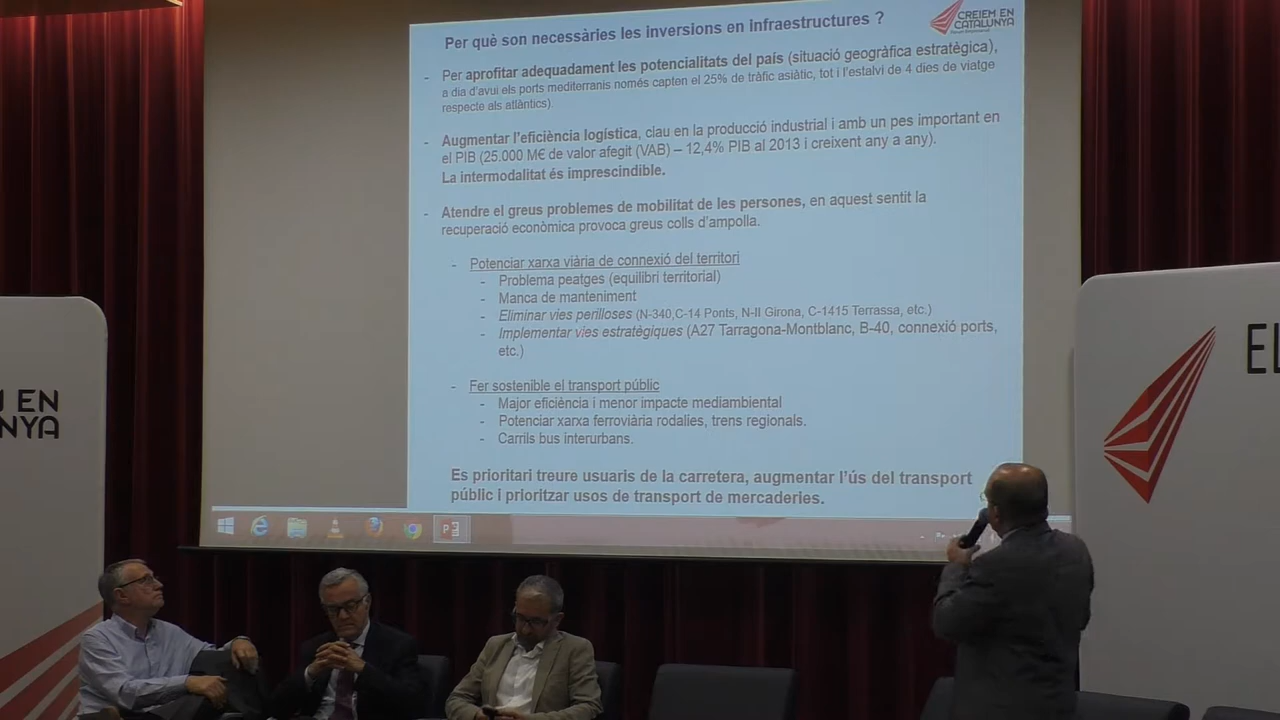 Per què son necessàries les inversions en infraestructures ?
CREIEM EN
CATALUNYA
Fòrum Empresarial
- Per aprofitar adequadament les potencialitats del país (situació geogràfica estratègica),
a dia d'avui els ports mediterranis només capten el 25% de tràfic asiàtic, tot i l'estalvi de 4 dies de viatge
respecte als atlàntics).
- Augmentar l'eficiència logística, clau en la producció industrial i amb un pes important en
el PIB (25.000 M€ de valor afegit (VAB) – 12,4% PIB al 2013 i creixent any a any).
La intermodalitat és imprescindible.
- Atendre el greus problemes de mobilitat de les persones, en aquest sentit la
recuperació econòmica provoca greus colls d'ampolla.
- Potenciar xarxa viària de connexió del territori
- Problema peatges (equilibri territorial)
- Manca de manteniment
- Eliminar vies perilloses (N-340,C-14 Ponts, N-II Girona, C-1415 Terrassa, etc.)
- Implementar vies estratègiques (A27 Tarragona-Montblanc, B-40, connexió ports,
etc.)
- Fer sostenible el transport públic
- Major eficiéncia i menor impacte mediambiental
- Potenciar xarxa ferroviària rodalies, trens regionals.
- Carrils bus interurbans.
Es prioritari treure usuaris de la carretera, augmentar l'ús del transport
públic i prioritzar usos de transport de mercaderies.
EN
NYA
EL